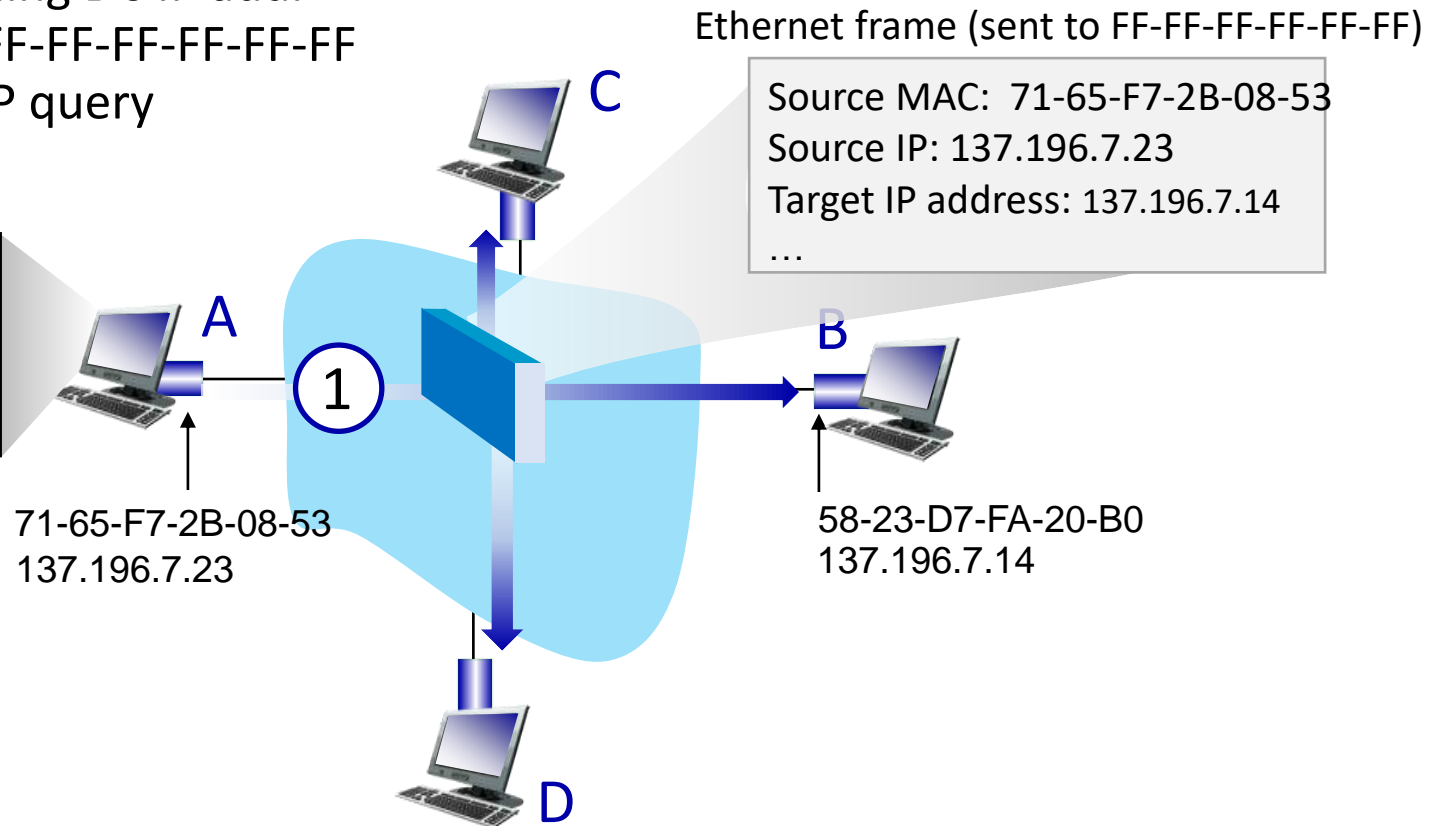 FF-FF-FF-FF-FF-FF
P query
Ethernet frame (sent to FF-FF-FF-FF-FF-FF)
Source MAC: 71-65-F7-2B-08-53
Source IP: 137.196.7.23
Target IP address: 137.196.7.14
…
C
A
B
1
71-65-F7-2B-08-53
137.196.7.23
58-23-D7-FA-20-B0
137.196.7.14
D